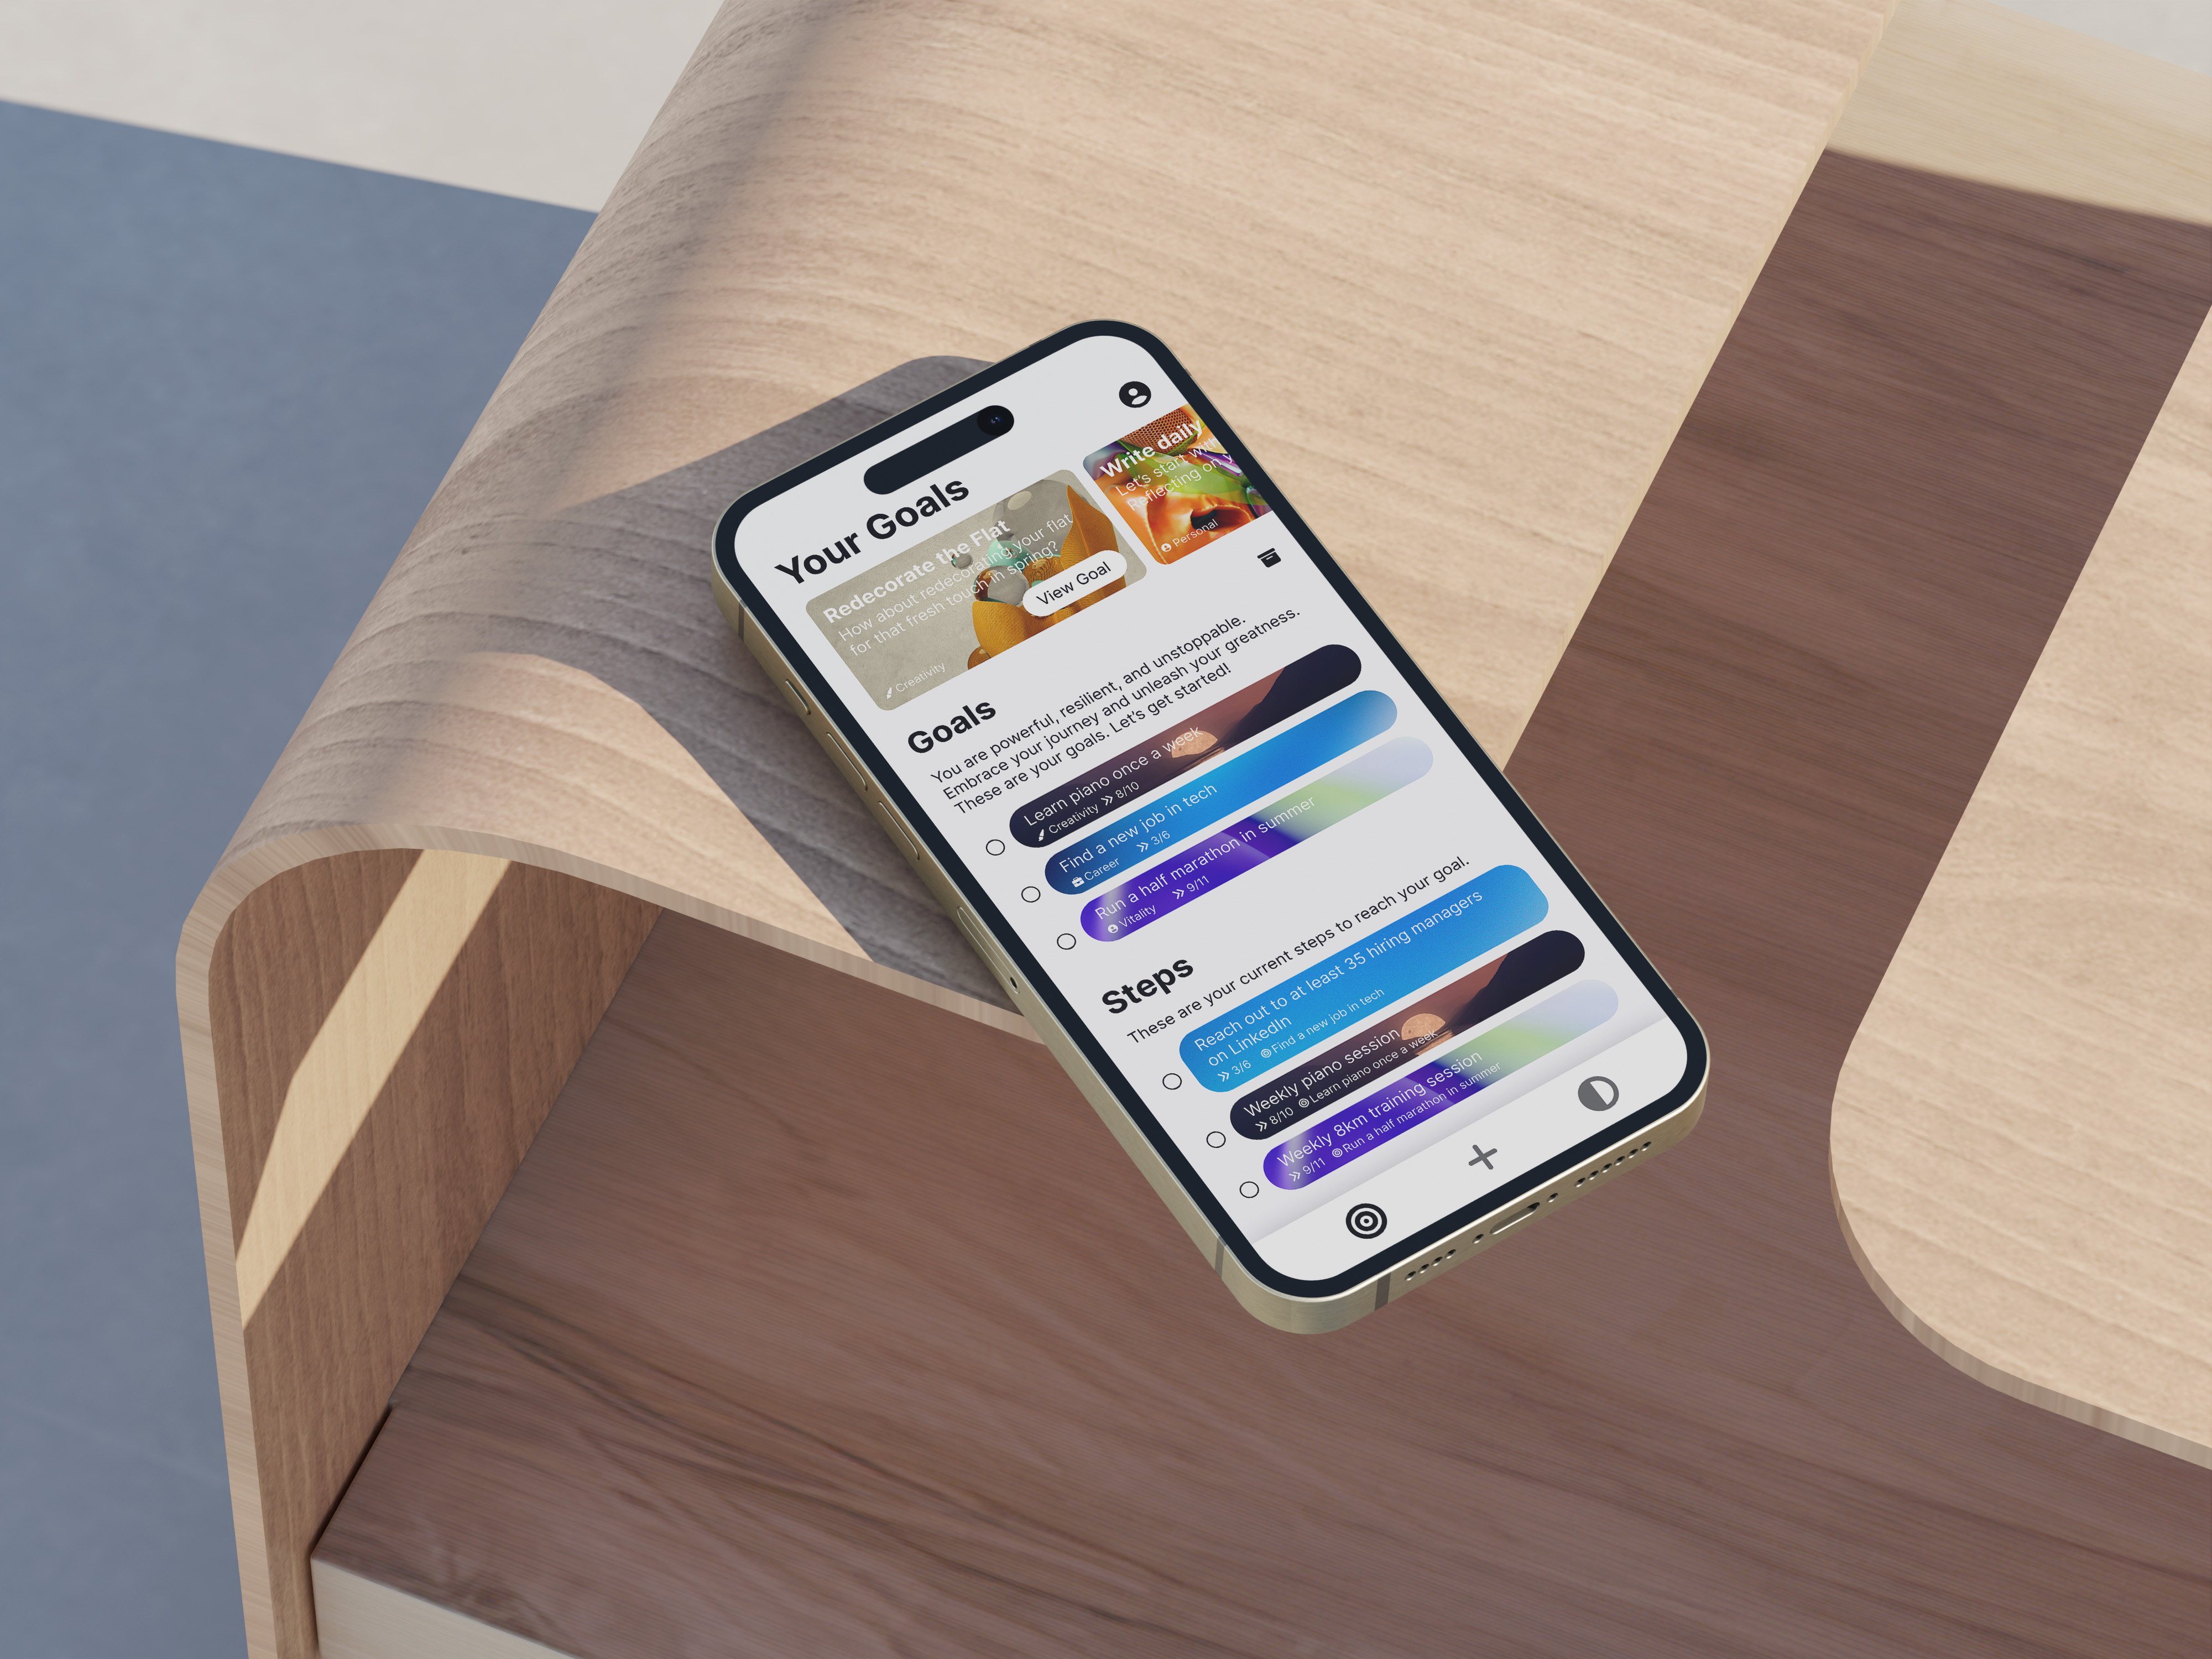 Your Goals
Redecorate the Flat
How about redecorating your flat
for that fresh touch in spring?
View Goal
Creativity
Write daily
Let's start with
Reflecting on
Personal
Goals
You are powerful, resilient, and unstoppable.
Embrace your journey and unleash your greatness.
These are your goals. Let's get started!
Learn piano once a week
Creativity 8/10
Find a new job in tech
Career 3/6
Run a half marathon in summer
Vitality 9/11
Steps
These are your current steps to reach your goal.
Reach out to at least 35 hiring managers
on LinkedIn
3/6 Find a new job in tech
Weekly piano session
8/10 Learn piano once a week
Weekly 8km training session
9/11 Run a half marathon in summer